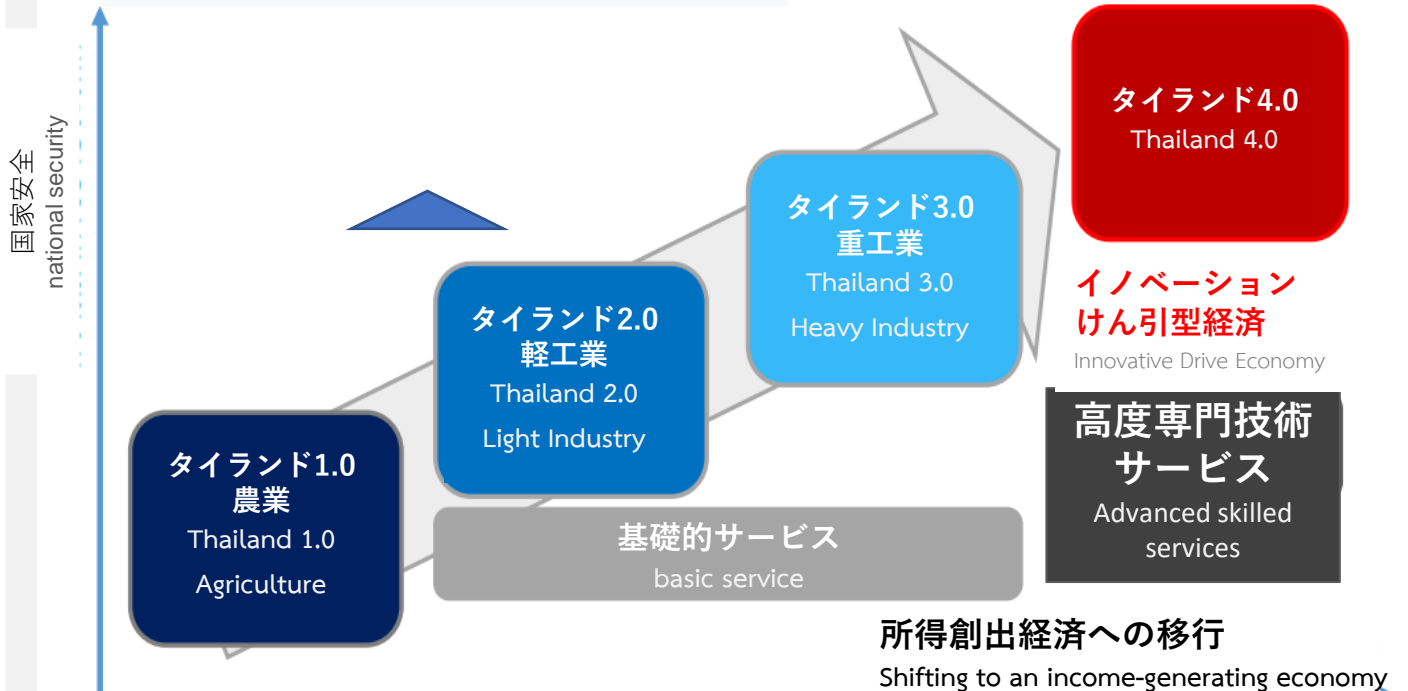 国家安全
national security
タイランド4.0
Thailand 4.0
タイランド3.0
重工業
Thailand 3.0
Heavy Industry
イノベーション
けん引型経済
Innovative Drive Economy
タイランド2.0
軽工業
Thailand 2.0
Light Industry
高度専門技術
サービス
Advanced skilled
services
タイランド1.0
農業
Thailand 1.0
Agriculture
基礎的サービス
basic service
所得創出経済への移行
Shifting to an income-generating economy